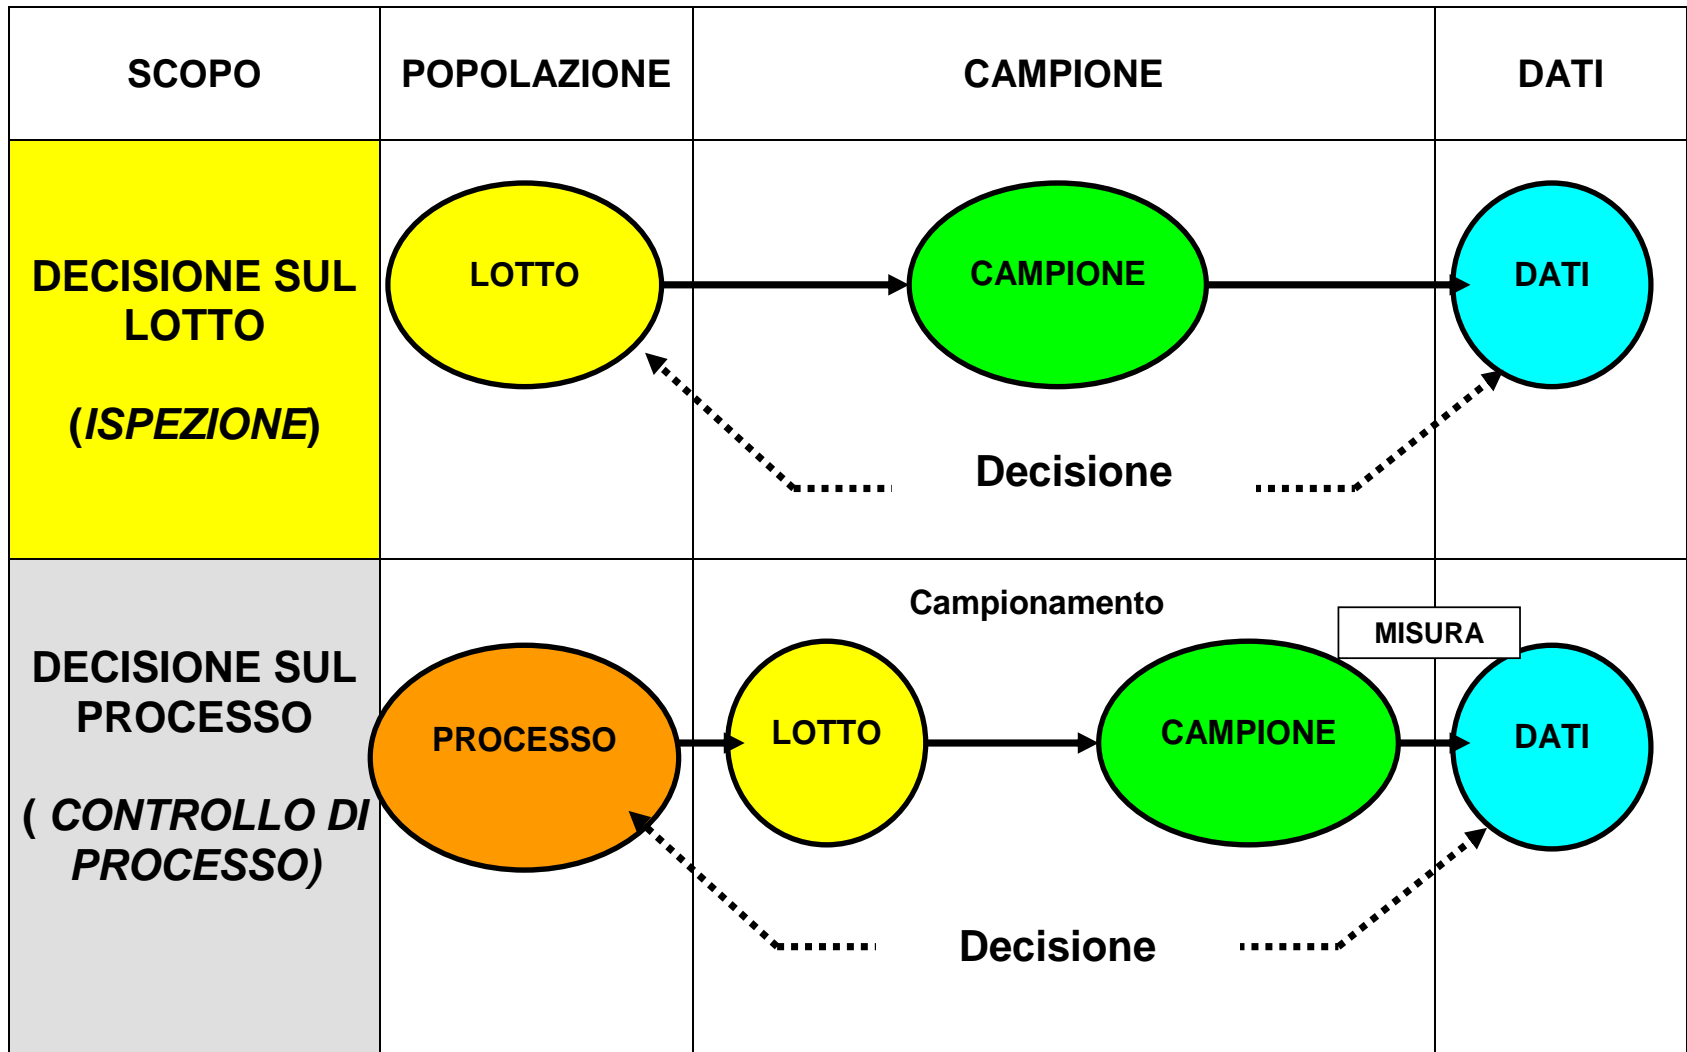 SCOPO
POPOLAZIONE
CAMPIONE
DATI
DECISIONE SUL
LOTTO
(ISPEZIONE)
LOTTO
CAMPIONE
DATI
Decisione
DECISIONE SUL
PROCESSO
( CONTROLLO DI
PROCESSO)
Campionamento
MISURA
PROCESSO
LOTTO
CAMPIONE
DATI
Decisione